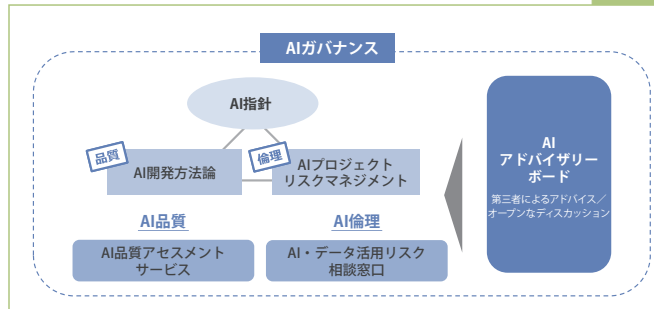 AIガバナンス
AI指針
品質
AI開発方法論
倫理
AIプロジェクト
リスクマネジメント
AI品質
AI品質アセスメント
サービス
AI倫理
AI・データ活用リスク
相談窓口
AI
アドバイザリー
ボード
第三者によるアドバイス／
オープンなディスカッション